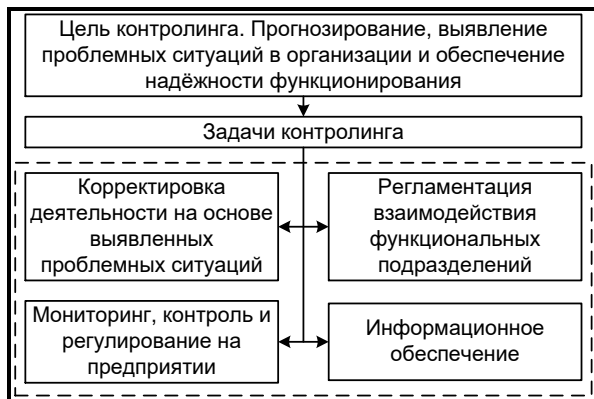 Цель контролинга. Прогнозирование, выявление
проблемных ситуаций в организации и обеспечение
надёжности функционирования
Задачи контролинга
Корректировка
деятельности на основе
выявленных
проблемных ситуаций
Регламентация
взаимодействия
функциональных
подразделений
Мониторинг, контроль и
регулирование на
предприятии
Информационное
обеспечение